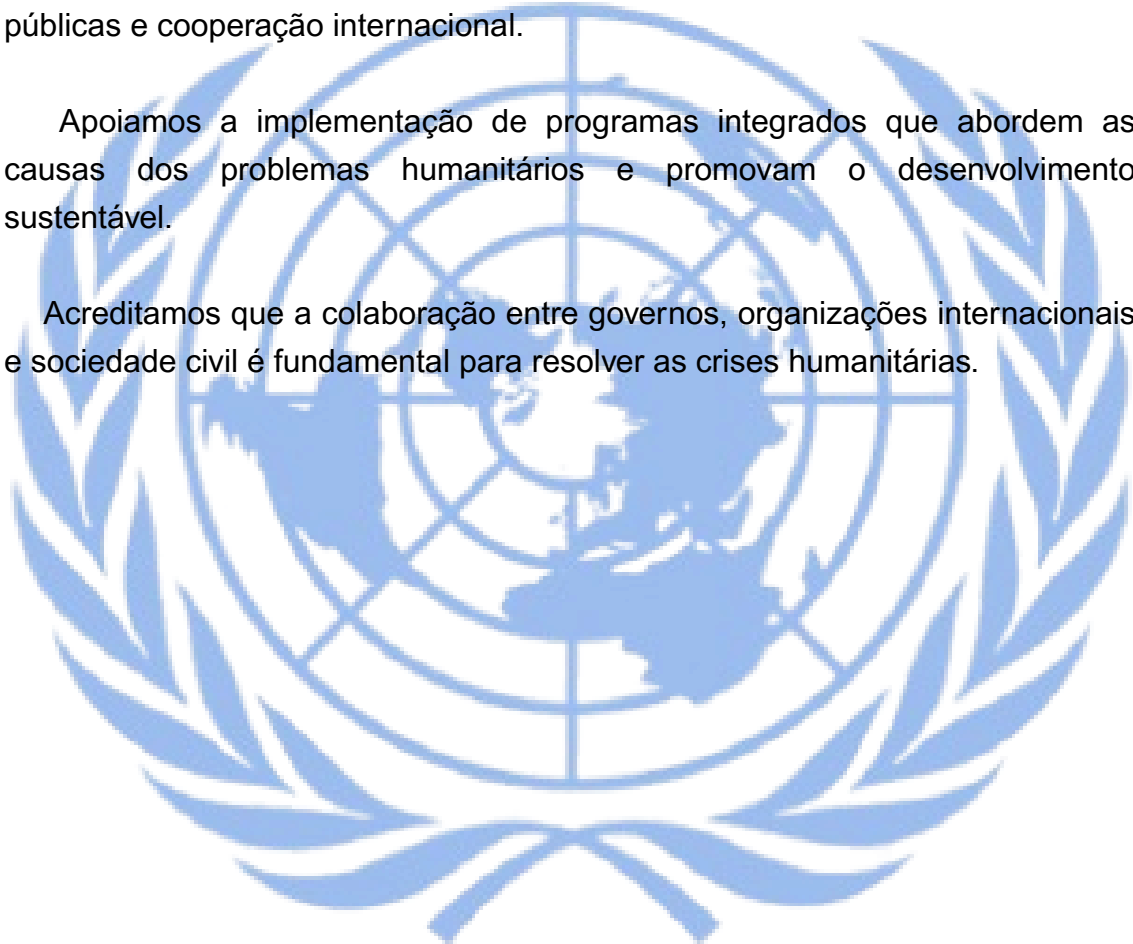 públicas e cooperação internacional.
Apoiamos a implementação de programas integrados que abordem as
causas dos problemas humanitários e promovam o desenvolvimento
sustentável.
Acreditamos que a colaboração entre governos, organizações internacionais
e sociedade civil é fundamental para resolver as crises humanitárias.